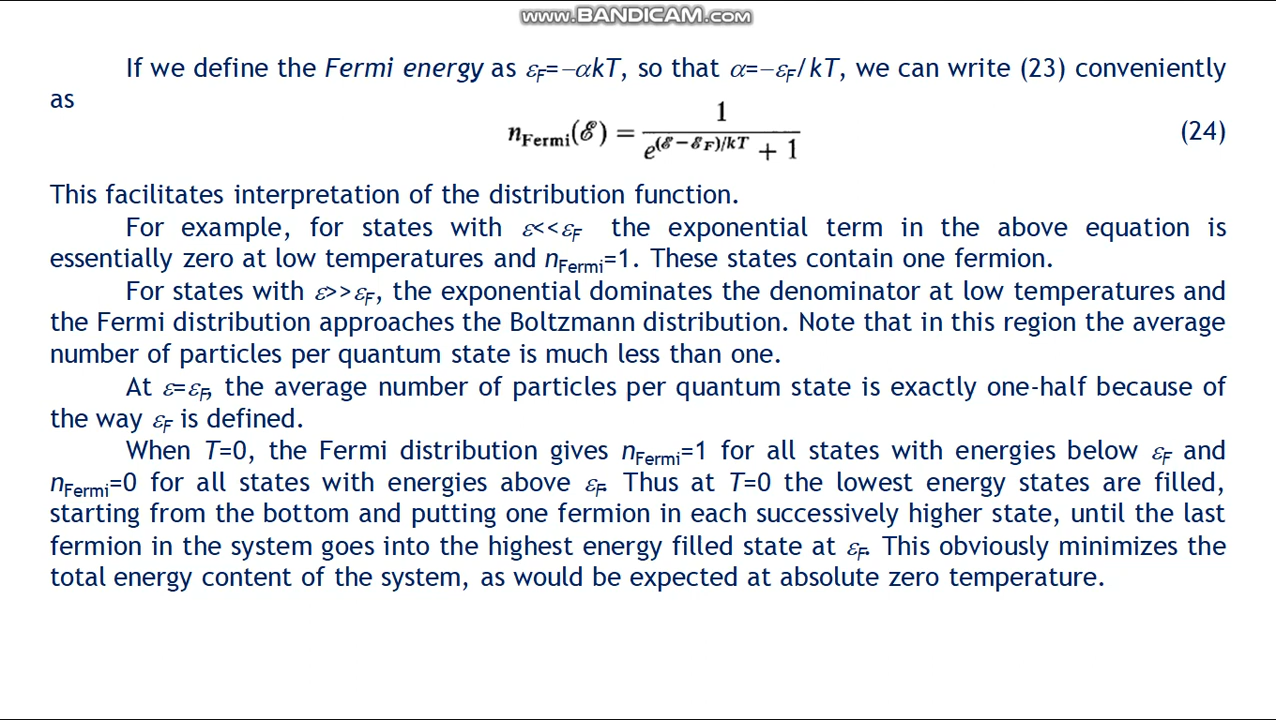 www.BANDICAM.com
If we define the Fermi energy as εF=−αkT, so that α=−εF/kT, we can write (23) conveniently
as
nFermi(ℰ) = 1 / (e^((ℰ−ℰF)/kT) + 1) (24)
This facilitates interpretation of the distribution function.
For example, for states with ε<<εF the exponential term in the above equation is
essentially zero at low temperatures and nFermi=1. These states contain one fermion.
For states with ε>>εF, the exponential dominates the denominator at low temperatures and
the Fermi distribution approaches the Boltzmann distribution. Note that in this region the average
number of particles per quantum state is much less than one.
At ε=εF, the average number of particles per quantum state is exactly one-half because of
the way εF is defined.
When T=0, the Fermi distribution gives nFermi=1 for all states with energies below εF and
nFermi=0 for all states with energies above εF. Thus at T=0 the lowest energy states are filled,
starting from the bottom and putting one fermion in each successively higher state, until the last
fermion in the system goes into the highest energy filled state at εF. This obviously minimizes the
total energy content of the system, as would be expected at absolute zero temperature.